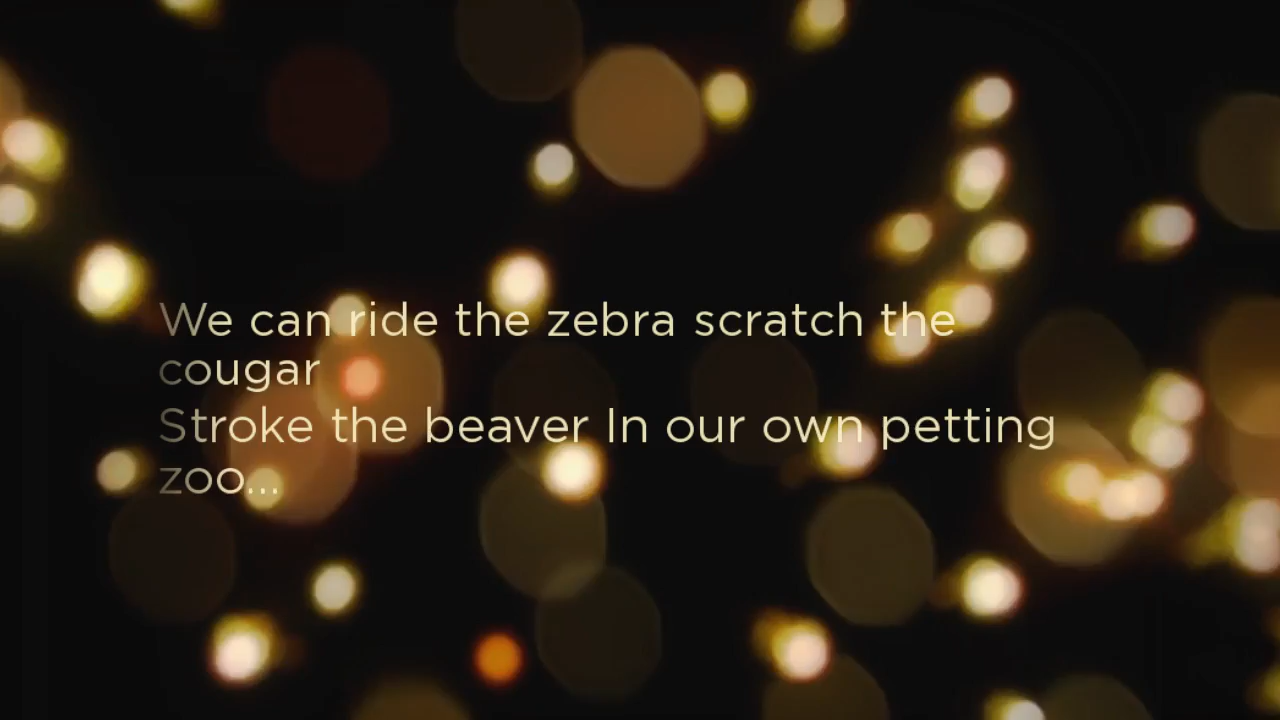 We can ride the zebra scratch the
cougar
Stroke the beaver In our own petting
zoo...